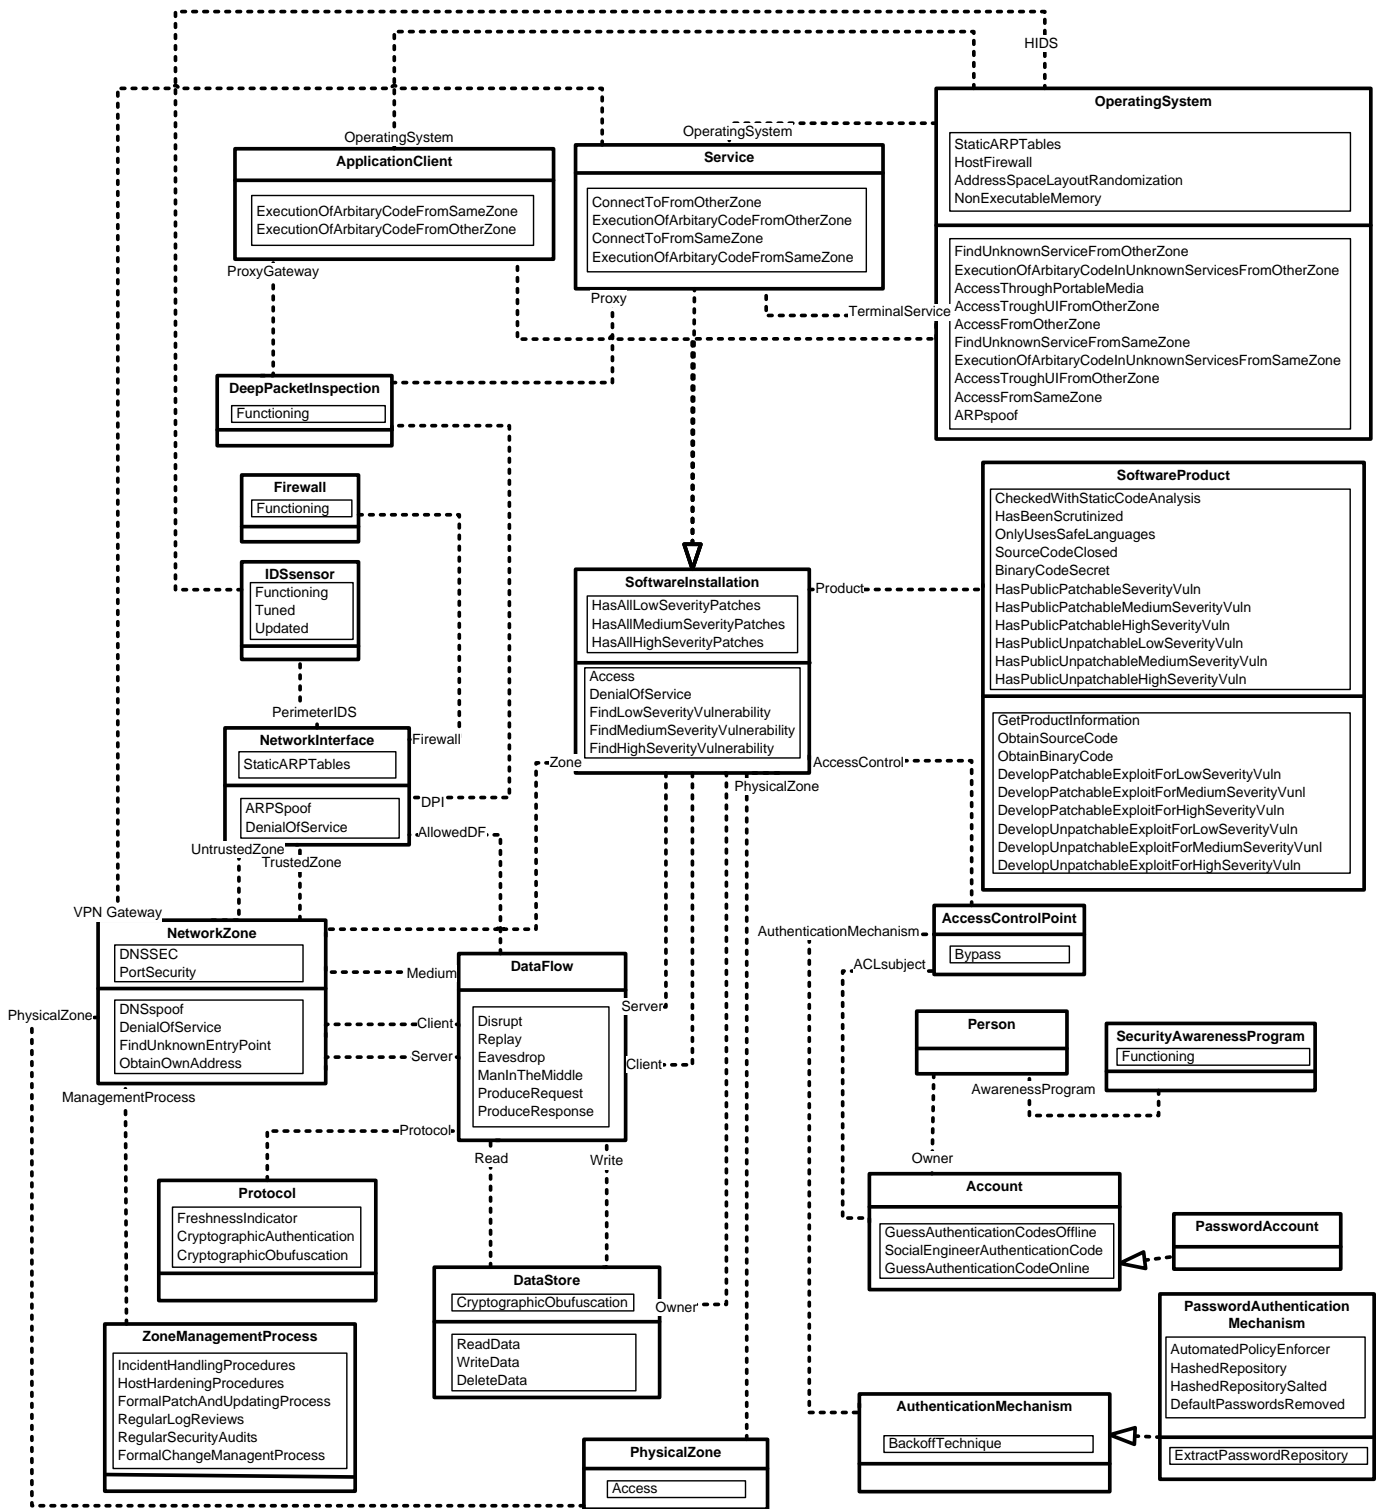 HIDS
OperatingSystem
StaticARPTables
HostFirewall
AddressSpaceLayoutRandomization
NonExecutableMemory
FindUnknownServiceFromOtherZone
ExecutionOfArbitaryCodeInUnknownServicesFromOtherZone
AccessThroughPortableMedia
AccessTroughUIFromOtherZone
AccessFromOtherZone
FindUnknownServiceFromSameZone
ExecutionOfArbitaryCodeInUnknownServicesFromSameZone
AccessTroughUIFromOtherZone
AccessFromSameZone
ARPspoof
OperatingSystem
ApplicationClient
ExecutionOfArbitaryCodeFromSameZone
ExecutionOfArbitaryCodeFromOtherZone
ProxyGateway
OperatingSystem
Service
ConnectToFromOtherZone
ExecutionOfArbitaryCodeFromOtherZone
ConnectToFromSameZone
ExecutionOfArbitaryCodeFromSameZone
Proxy
TerminalService
DeepPacketInspection
Functioning
Firewall
Functioning
IDSsensor
Functioning
Tuned
Updated
PerimeterIDS
NetworkInterface
StaticARPTables
ARPSpoof
DenialOfService
Firewall
DPI
AllowedDF
UntrustedZone
TrustedZone
SoftwareInstallation
HasAllLowSeverityPatches
HasAllMediumSeverityPatches
HasAllHighSeverityPatches
Access
DenialOfService
FindLowSeverityVulnerability
FindMediumSeverityVulnerability
FindHighSeverityVulnerability
Product
Zone
AccessControl
PhysicalZone
SoftwareProduct
CheckedWithStaticCodeAnalysis
HasBeenScrutinized
OnlyUsesSafeLanguages
SourceCodeClosed
BinaryCodeSecret
HasPublicPatchableSeverityVuln
HasPublicPatchableMediumSeverityVuln
HasPublicPatchableHighSeverityVuln
HasPublicUnpatchableLowSeverityVuln
HasPublicUnpatchableMediumSeverityVuln
HasPublicUnpatchableHighSeverityVuln
GetProductInformation
ObtainSourceCode
ObtainBinaryCode
DevelopPatchableExploitForLowSeverityVuln
DevelopPatchableExploitForMediumSeverityVunl
DevelopPatchableExploitForHighSeverityVuln
DevelopUnpatchableExploitForLowSeverityVuln
DevelopUnpatchableExploitForMediumSeverityVunl
DevelopUnpatchableExploitForHighSeverityVuln
VPN Gateway
NetworkZone
DNSSEC
PortSecurity
DNSspoof
DenialOfService
FindUnknownEntryPoint
ObtainOwnAddress
PhysicalZone
ManagementProcess
Medium
Client
Server
DataFlow
Disrupt
Replay
Eavesdrop
ManInTheMiddle
ProduceRequest
ProduceResponse
Server
Client
Protocol
Read
Write
Protocol
FreshnessIndicator
CryptographicAuthentication
CryptographicObufuscation
DataStore
CryptographicObufuscation
ReadData
WriteData
DeleteData
Owner
ZoneManagementProcess
IncidentHandlingProcedures
HostHardeningProcedures
FormalPatchAndUpdatingProcess
RegularLogReviews
RegularSecurityAudits
FormalChangeManagentProcess
PhysicalZone
Access
AccessControlPoint
Bypass
AuthenticationMechanism
ACLsubject
Person
SecurityAwarenessProgram
Functioning
AwarenessProgram
Owner
Account
GuessAuthenticationCodesOffline
SocialEngineerAuthenticationCode
GuessAuthenticationCodeOnline
PasswordAccount
PasswordAuthentication
Mechanism
AutomatedPolicyEnforcer
HashedRepository
HashedRepositorySalted
DefaultPasswordsRemoved
ExtractPasswordRepository
AuthenticationMechanism
BackoffTechnique